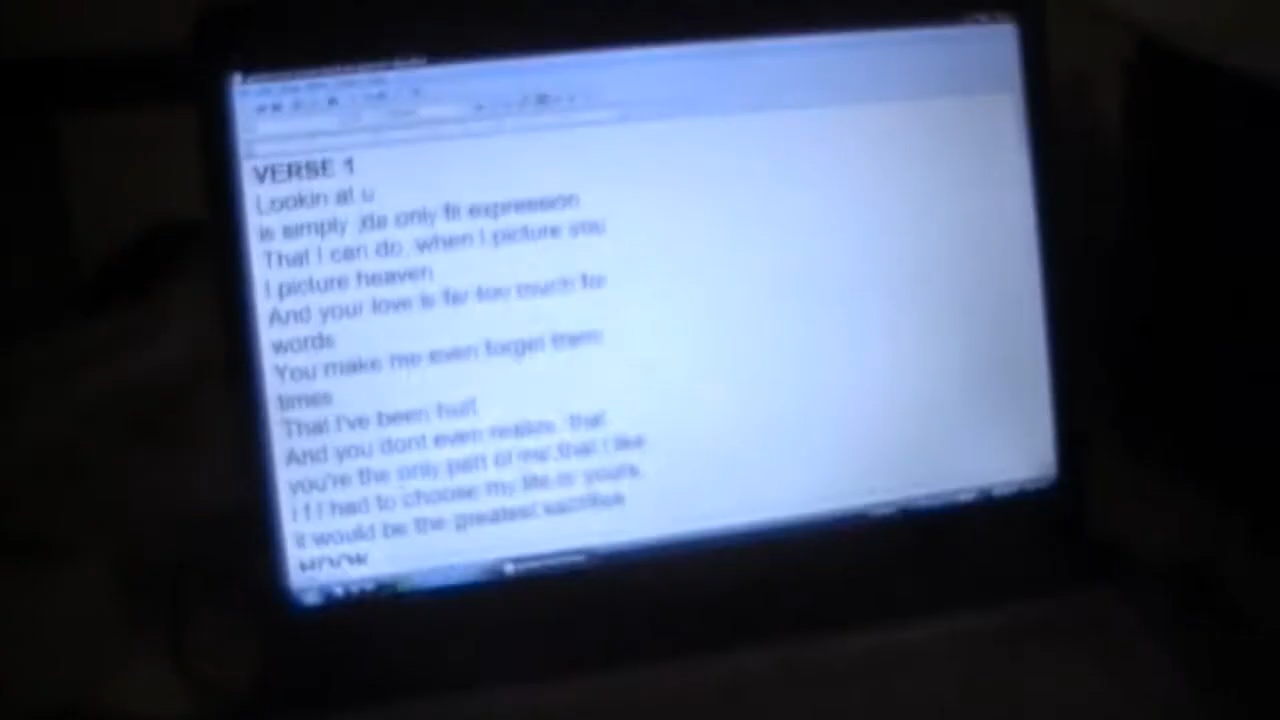 VERSE 1
Lookin at u
is simply ,da only fit expression
That I can do, when I picture you
I picture heaven
And your love is far too much for
words
You make me even forget them
times
That I've been hurt
And you dont even realize, that
you're the only part of me that I like
i f I had to choose my life or yours,
it would be the greatest sacrifice
HOOK